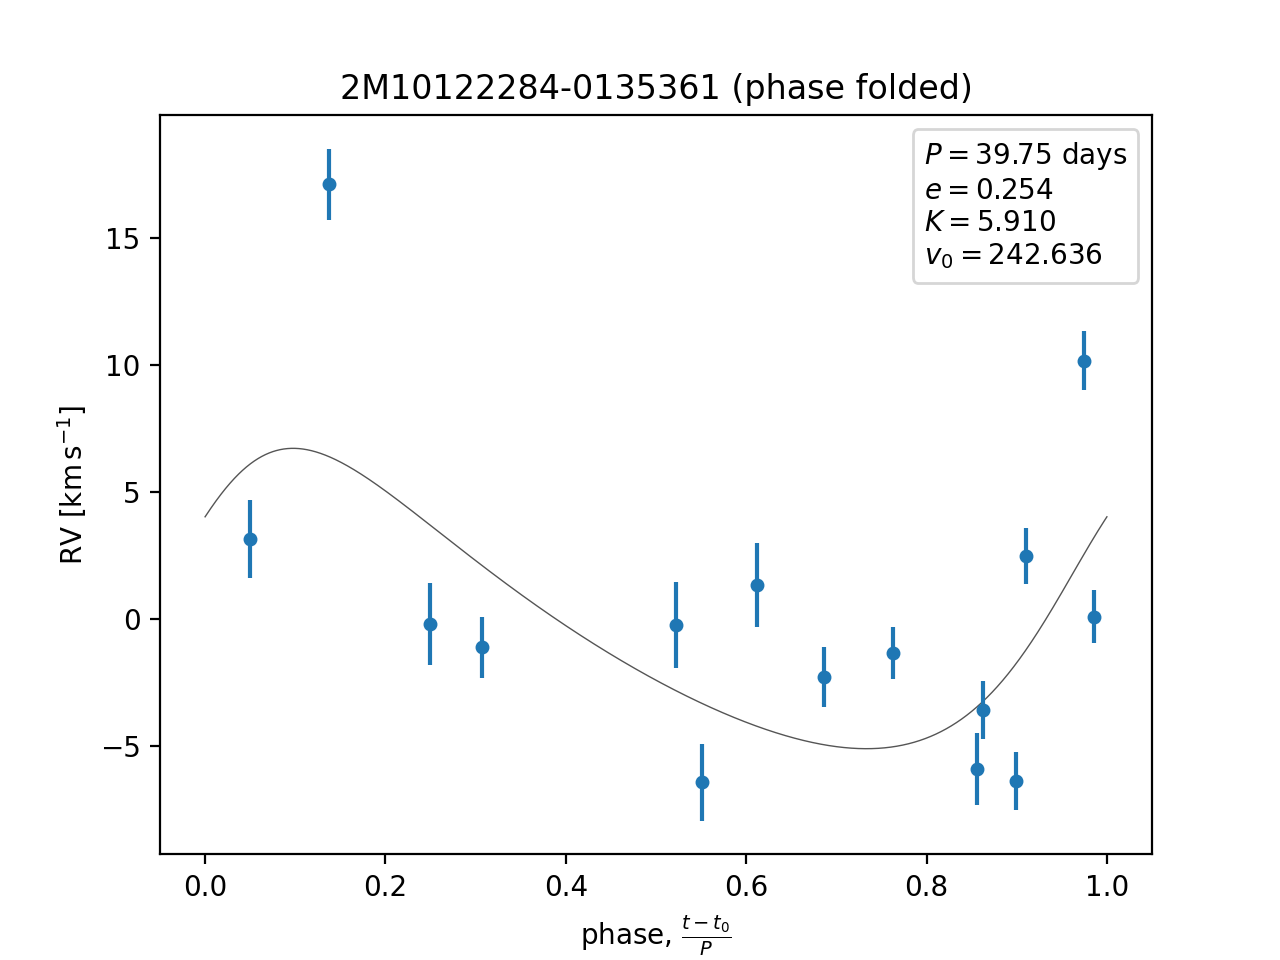 2M10122284-0135361 (phase folded)
P = 39.75 days
e = 0.254
K = 5.910
v₀ = 242.636
RV [km s⁻¹]
15
10
5
0
−5
0.0 0.2 0.4 0.6 0.8 1.0
phase, (t − t₀)/P